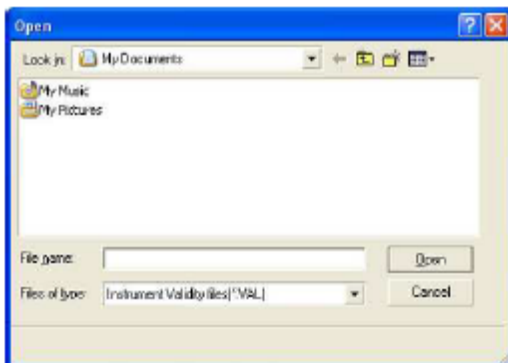 Open
Look in: My Documents
My Music
My Pictures
File name:
Open
Files of type: Instrument Validity files(*.VAL)
Cancel